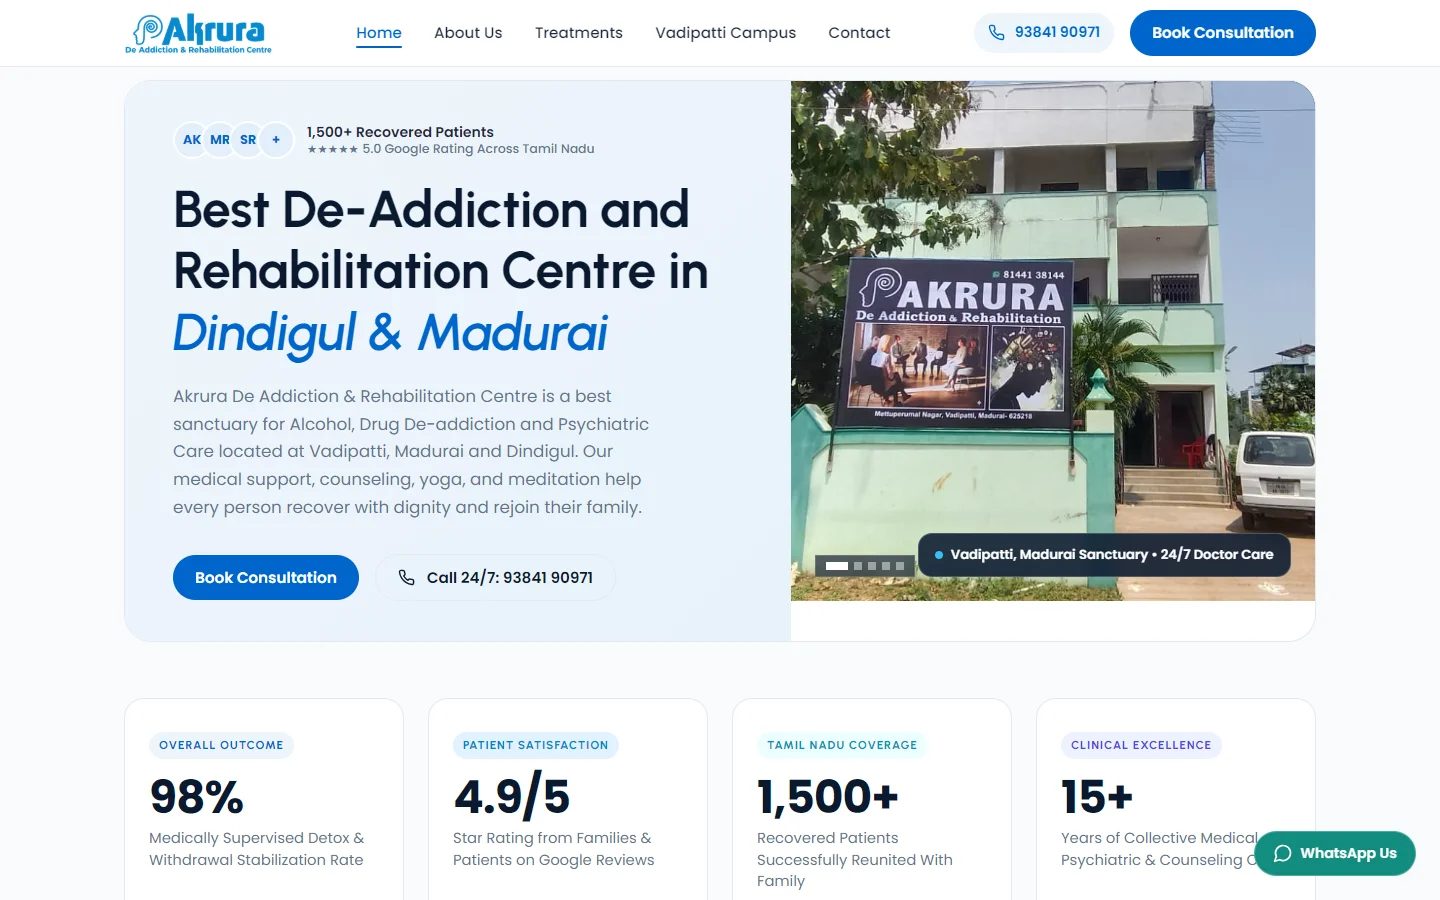 Akrura
De Addiction & Rehabilitation Centre
Home
About Us
Treatments
Vadipatti Campus
Contact
93841 90971
Book Consultation
AK
MR
SR
+
1,500+ Recovered Patients
★★★★★ 5.0 Google Rating Across Tamil Nadu
Best De-Addiction and
Rehabilitation Centre in
Dindigul & Madurai
Akrura De Addiction & Rehabilitation Centre is a best
sanctuary for Alcohol, Drug De-addiction and Psychiatric
Care located at Vadipatti, Madurai and Dindigul. Our
medical support, counseling, yoga, and meditation help
every person recover with dignity and rejoin their family.
Book Consultation
Call 24/7: 93841 90971
81441 38144
AKRURA
De Addiction & Rehabilitation
Mettuperumal Nagar, Vadipatti, Madurai- 625218
Vadipatti, Madurai Sanctuary • 24/7 Doctor Care
OVERALL OUTCOME
98%
Medically Supervised Detox &
Withdrawal Stabilization Rate
PATIENT SATISFACTION
4.9/5
Star Rating from Families &
Patients on Google Reviews
TAMIL NADU COVERAGE
1,500+
Recovered Patients
Successfully Reunited With
Family
CLINICAL EXCELLENCE
15+
Years of Collective Medical,
Psychiatric & Counseling
WhatsApp Us